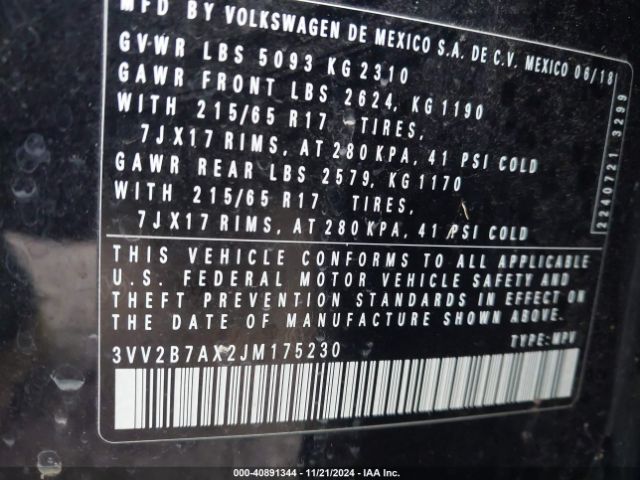 MFD BY VOLKSWAGEN DE MEXICO S.A. DE C.V. MEXICO 06/18
GVWR LBS 5093 KG 2310
GAWR FRONT LBS 2624, KG 1190
WITH 215/65 R17 TIRES,
7JX17 RIMS, AT 280KPA, 41 PSI COLD
GAWR REAR LBS 2579, KG 1170
WITH 215/65 R17 TIRES,
7JX17 RIMS, AT 280KPA, 41 PSI COLD
2240721 3299
THIS VEHICLE CONFORMS TO ALL APPLICABLE
U.S. FEDERAL MOTOR VEHICLE SAFETY AND
THEFT PREVENTION STANDARDS IN EFFECT ON
THE DATE OF MANUFACTURE SHOWN ABOVE.
3VV2B7AX2JM175230 TYPE:MPV
000-40891344 - 11/21/2024 - IAA Inc.